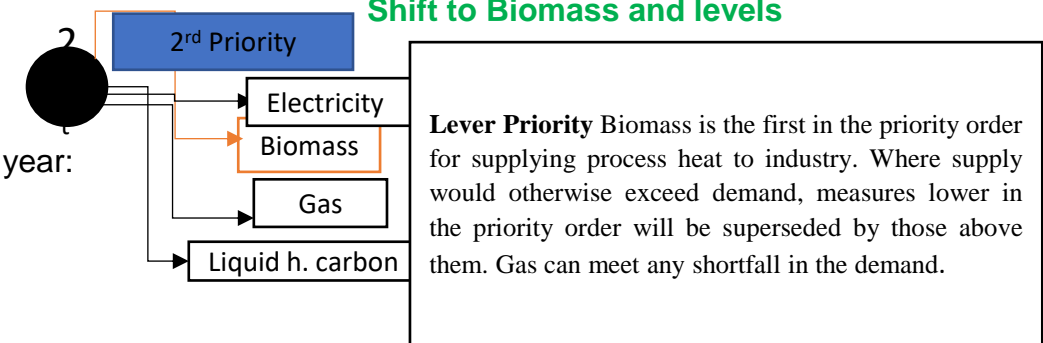 Shift to Biomass and levels
2
2rd Priority
Electricity
Biomass
year:
Gas
Liquid h. carbon
Lever Priority Biomass is the first in the priority order
for supplying process heat to industry. Where supply
would otherwise exceed demand, measures lower in
the priority order will be superseded by those above
them. Gas can meet any shortfall in the demand.